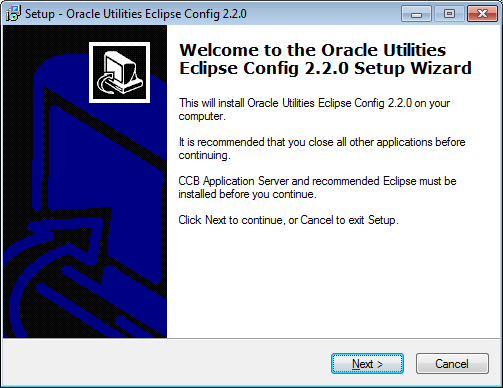 Setup - Oracle Utilities Eclipse Config 2.2.0
Welcome to the Oracle Utilities
Eclipse Config 2.2.0 Setup Wizard
This will install Oracle Utilities Eclipse Config 2.2.0 on your
computer.
It is recommended that you close all other applications before
continuing.
CCB Application Server and recommended Eclipse must be
installed before you continue.
Click Next to continue, or Cancel to exit Setup.
Next >
Cancel